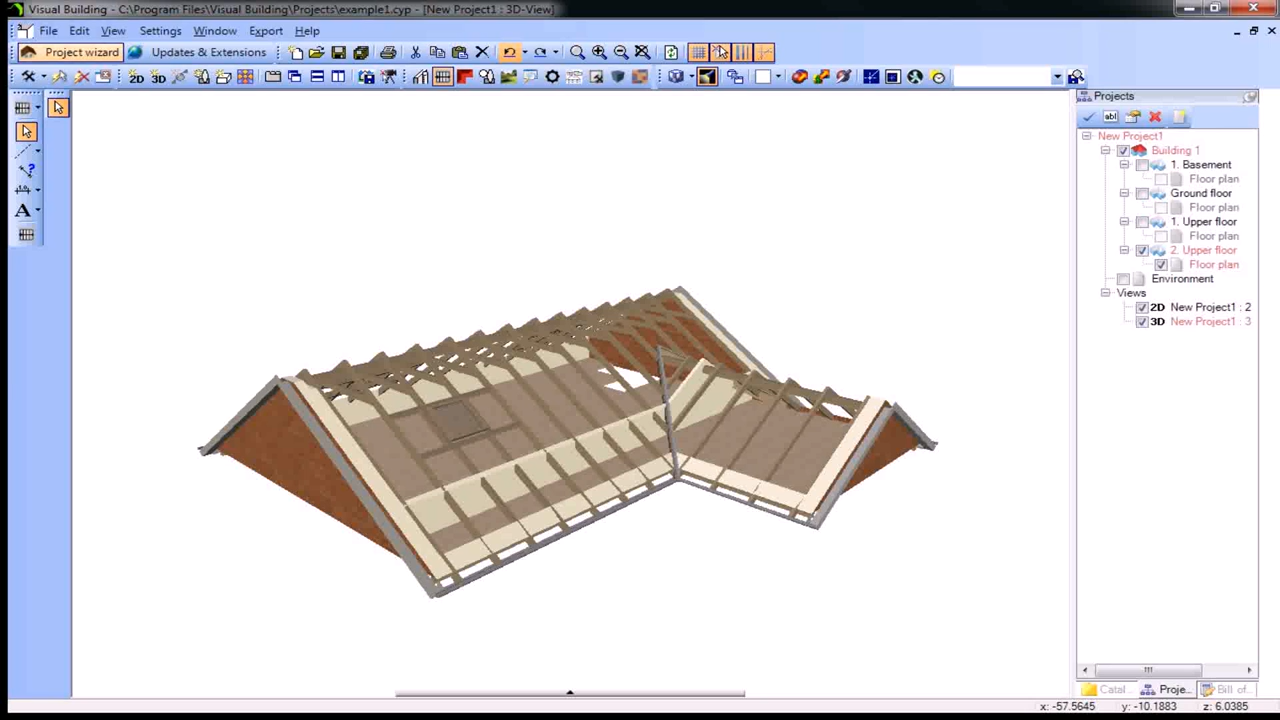 Visual Building - C:\Program Files\Visual Building\Projects\example1.cyp - [New Project1 : 3D-View]
File Edit View Settings Window Export Help
Project wizard Updates & Extensions
2D 3D
Projects
abl
New Project1
Building 1
1. Basement
Floor plan
Ground floor
Floor plan
1. Upper floor
Floor plan
2. Upper floor
Floor plan
Environment
Views
2D New Project1 : 2
3D New Project1 : 3
A
Catal... Proje... Bill of...
x: -57.5645 y: -10.1883 z: 6.0385